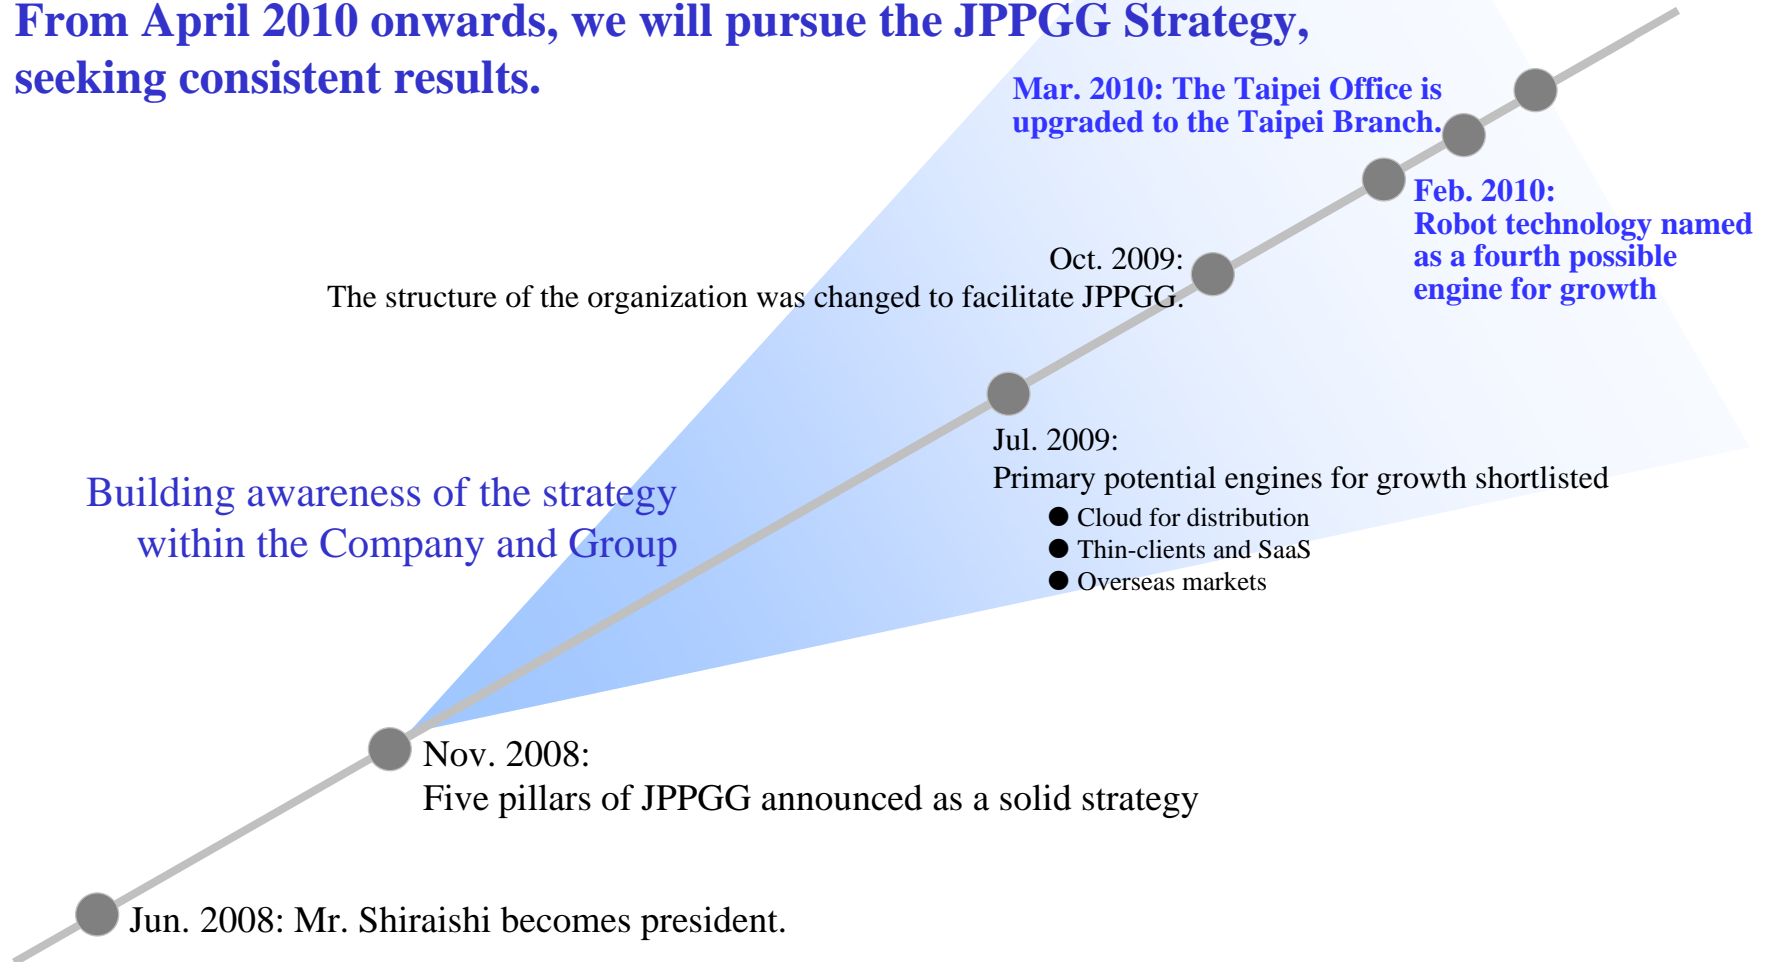 From April 2010 onwards, we will pursue the JPPGG Strategy,
seeking consistent results.
Mar. 2010: The Taipei Office is
upgraded to the Taipei Branch.
Feb. 2010:
Robot technology named
as a fourth possible
engine for growth
Oct. 2009:
The structure of the organization was changed to facilitate JPPGG.
Jul. 2009:
Primary potential engines for growth shortlisted
● Cloud for distribution
● Thin-clients and SaaS
● Overseas markets
Building awareness of the strategy
within the Company and Group
Nov. 2008:
Five pillars of JPPGG announced as a solid strategy
Jun. 2008: Mr. Shiraishi becomes president.